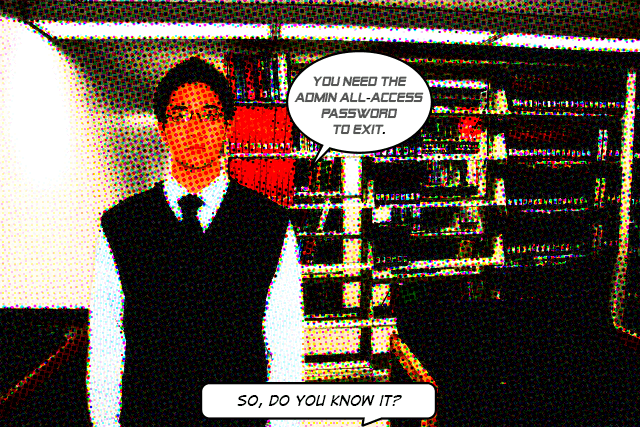 YOU NEED THE
ADMIN ALL-ACCESS
PASSWORD
TO EXIT.
SO, DO YOU KNOW IT?